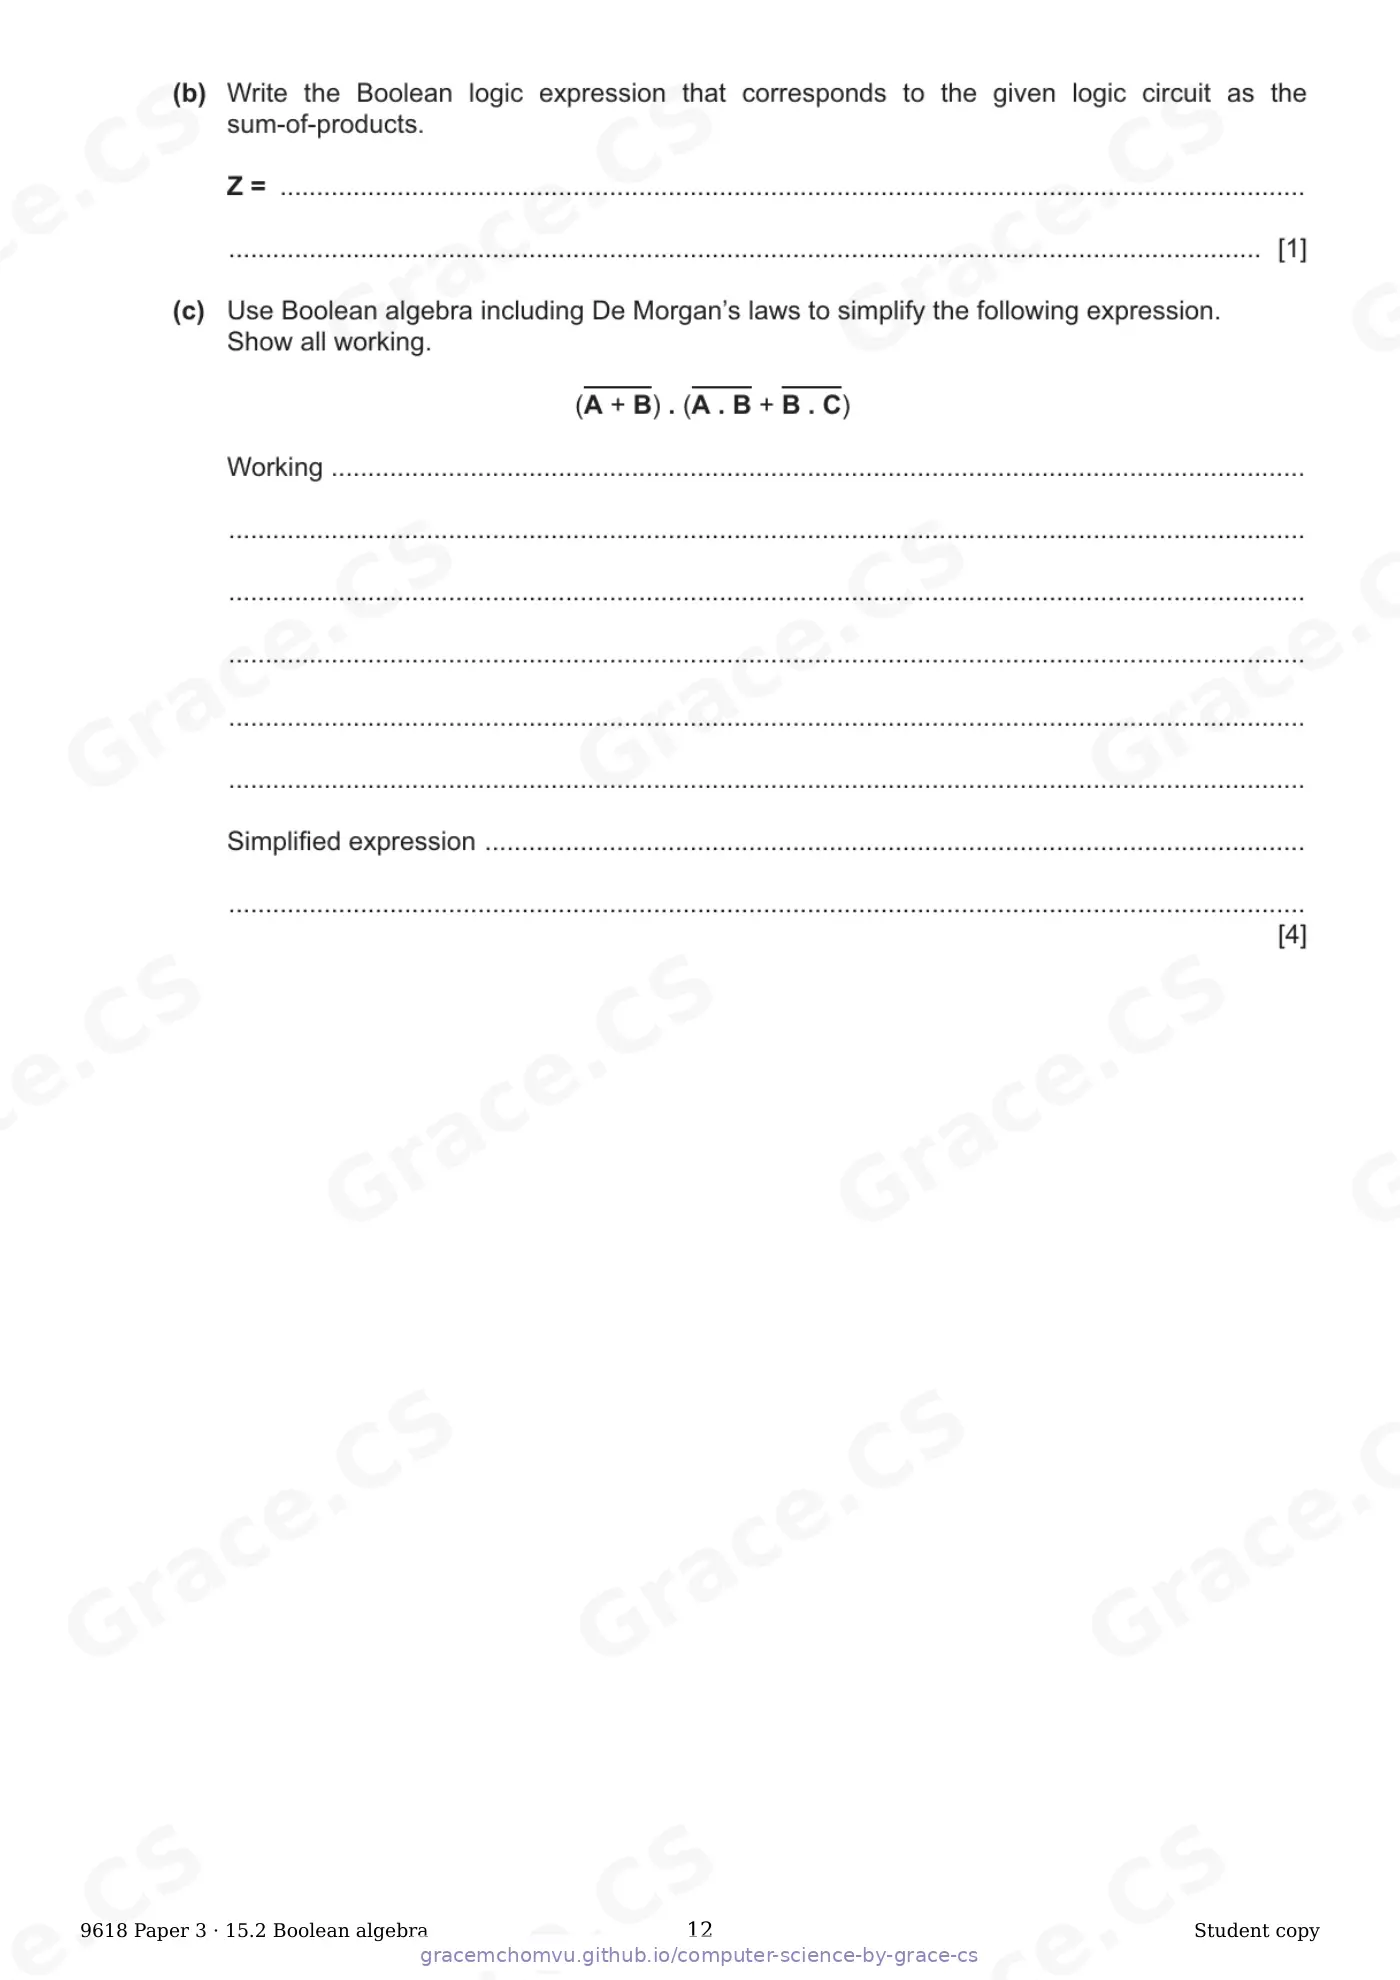 (b) Write the Boolean logic expression that corresponds to the given logic circuit as the
sum-of-products.
Z = ........................................................................................................................................
........................................................................................................................................ [1]
(c) Use Boolean algebra including De Morgan's laws to simplify the following expression.
Show all working.
(A̅ ̅+̅ ̅B̅) . (A̅ ̅.̅ ̅B̅ + B̅ ̅.̅ ̅C̅)
Working ........................................................................................................................................
........................................................................................................................................
........................................................................................................................................
........................................................................................................................................
........................................................................................................................................
........................................................................................................................................
Simplified expression ........................................................................................................................
........................................................................................................................................
[4]
9618 Paper 3 · 15.2 Boolean algebra 12 Student copy
gracemchomvu.github.io/computer-science-by-grace-cs
Grace.CS